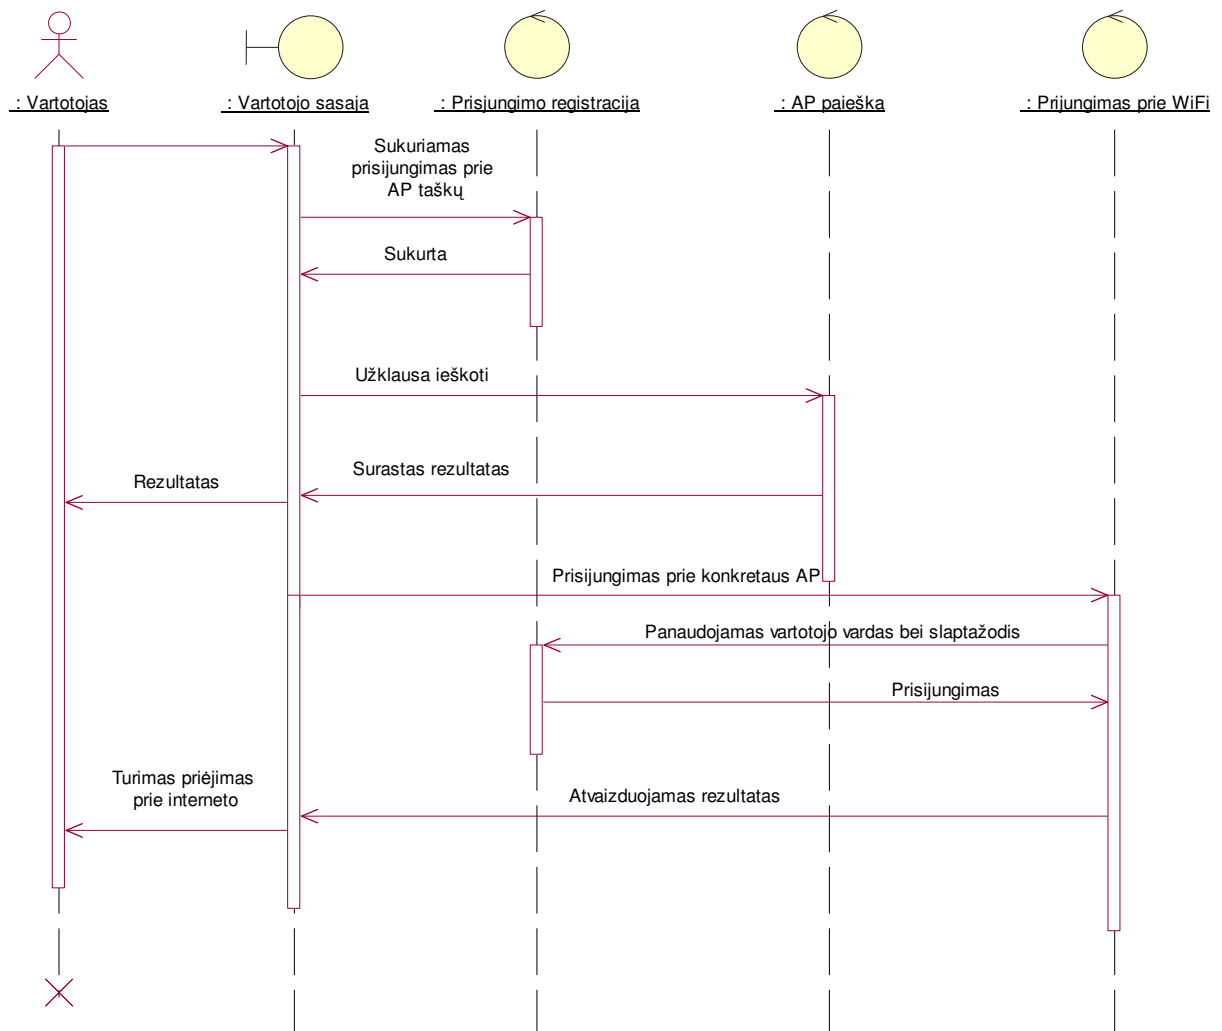 : Vartotojas
: Vartotojo sasaja
: Prisjungimo registracija
: AP paieška
: Prijungimas prie WiFi
Sukuriamas
prisijungimas prie
AP taškų
Sukurta
Užklausa ieškoti
Surastas rezultatas
Rezultatas
Prisijungimas prie konkretaus AP
Panaudojamas vartotojo vardas bei slaptažodis
Prisijungimas
Turimas priėjimas
prie interneto
Atvaizduojamas rezultatas